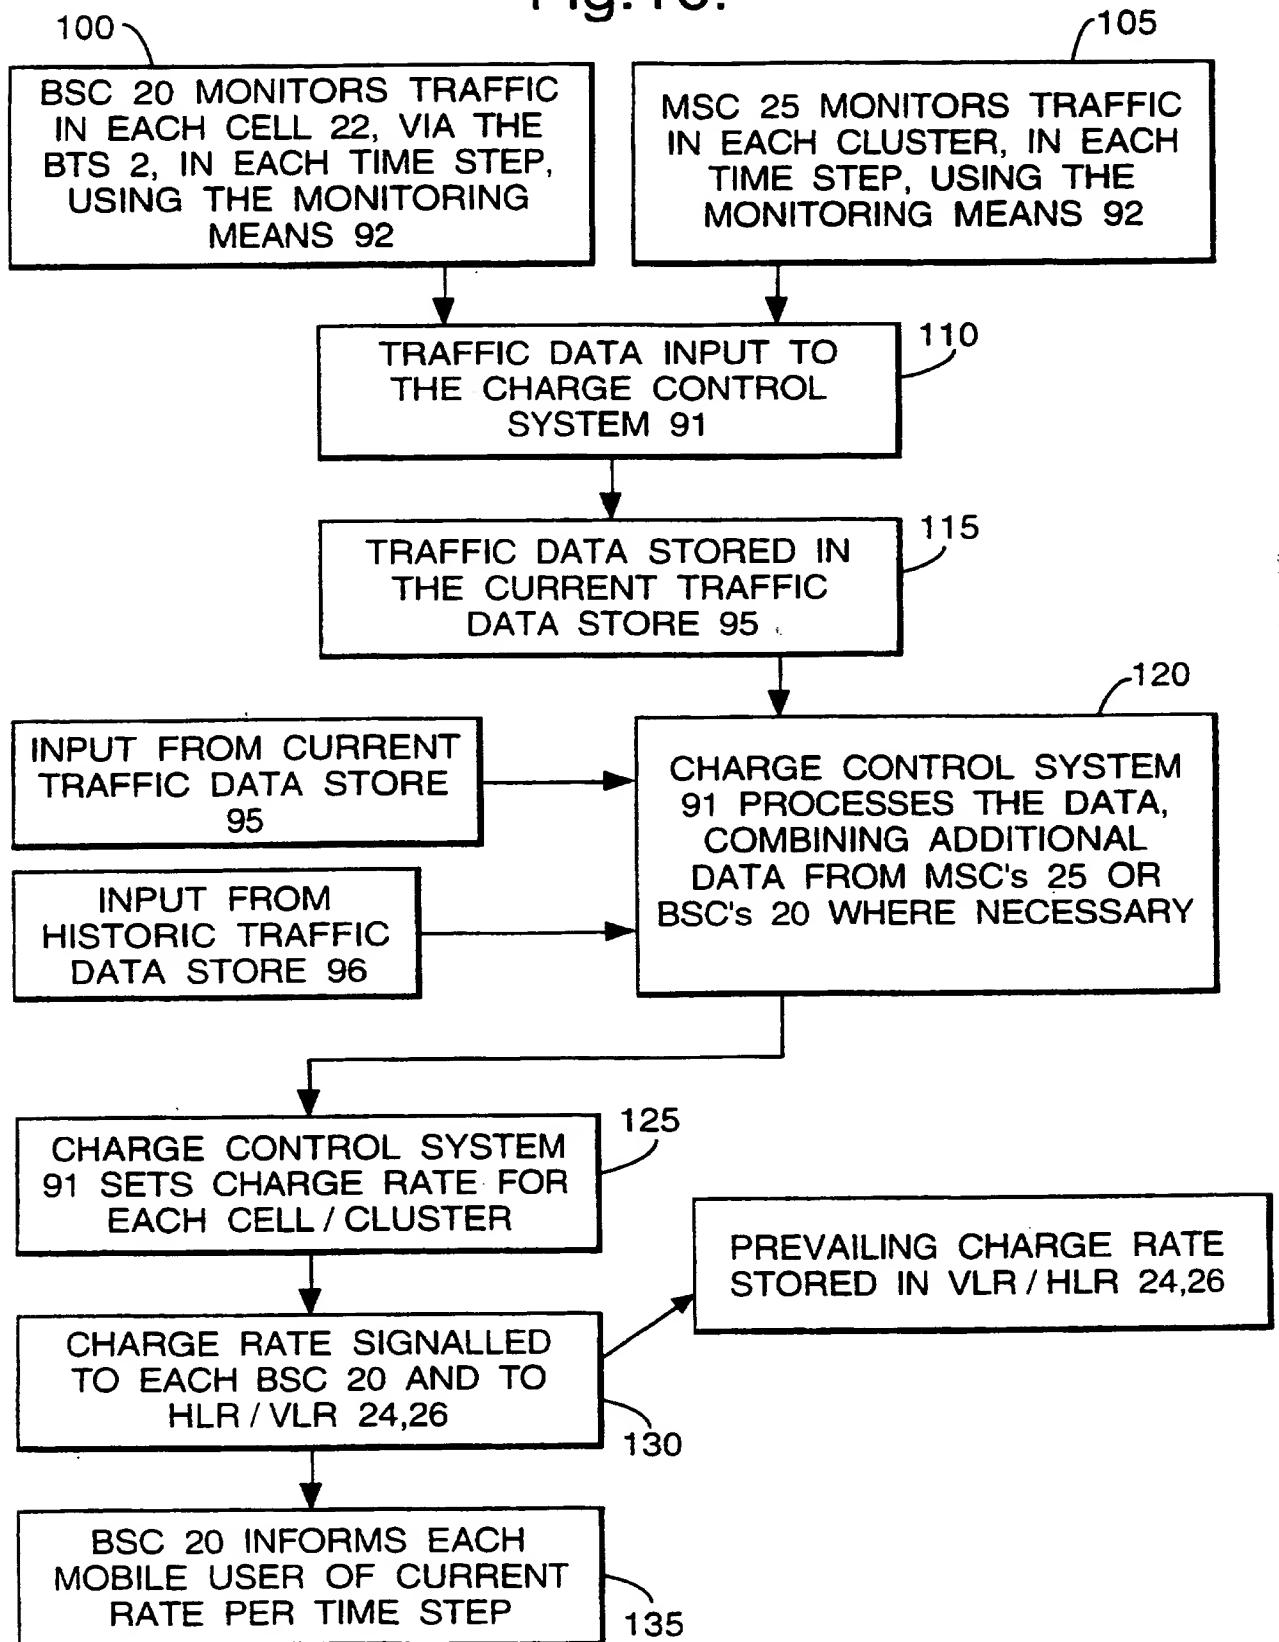 100
105
BSC 20 MONITORS TRAFFIC
IN EACH CELL 22, VIA THE
BTS 2, IN EACH TIME STEP,
USING THE MONITORING
MEANS 92
MSC 25 MONITORS TRAFFIC
IN EACH CLUSTER, IN EACH
TIME STEP, USING THE
MONITORING MEANS 92
110
TRAFFIC DATA INPUT TO
THE CHARGE CONTROL
SYSTEM 91
115
TRAFFIC DATA STORED IN
THE CURRENT TRAFFIC
DATA STORE 95
120
INPUT FROM CURRENT
TRAFFIC DATA STORE
95
INPUT FROM
HISTORIC TRAFFIC
DATA STORE 96
CHARGE CONTROL SYSTEM
91 PROCESSES THE DATA,
COMBINING ADDITIONAL
DATA FROM MSC's 25 OR
BSC's 20 WHERE NECESSARY
125
CHARGE CONTROL SYSTEM
91 SETS CHARGE RATE FOR
EACH CELL / CLUSTER
PREVAILING CHARGE RATE
STORED IN VLR / HLR 24,26
CHARGE RATE SIGNALLED
TO EACH BSC 20 AND TO
HLR / VLR 24,26
130
BSC 20 INFORMS EACH
MOBILE USER OF CURRENT
RATE PER TIME STEP
135